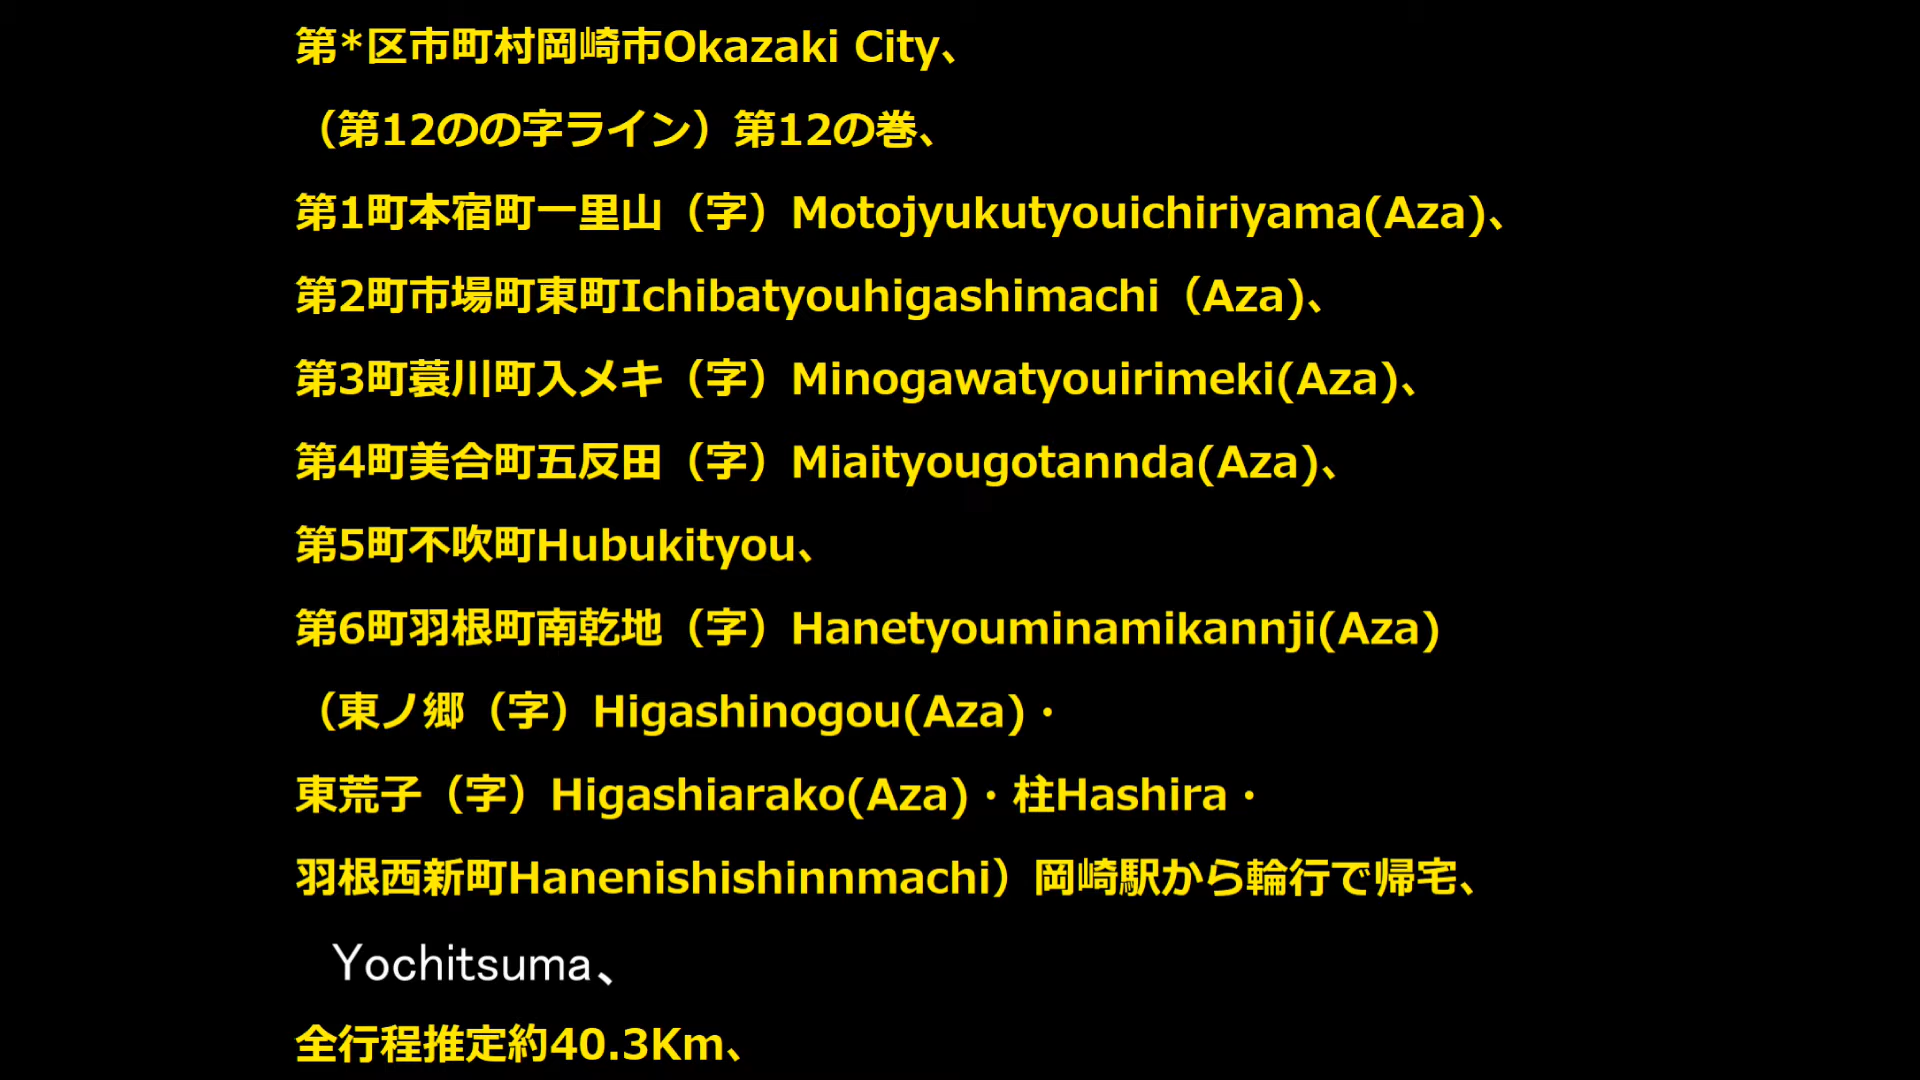 第*区市町村岡崎市Okazaki City、
（第12のの字ライン）第12の巻、
第1町本宿町一里山（字）Motojyukutyouichiriyama(Aza)、
第2町市場町東町Ichibatyouhigashimachi（Aza)、
第3町蓑川町入メキ（字）Minogawatyouirimeki(Aza)、
第4町美合町五反田（字）Miaityougotannda(Aza)、
第5町不吹町Hubukityou、
第6町羽根町南乾地（字）Hanetyouminamikannji(Aza)
（東ノ郷（字）Higashinogou(Aza)・
東荒子（字）Higashiarako(Aza)・柱Hashira・
羽根西新町Hanenishishinnmachi）岡崎駅から輪行で帰宅、
Yochitsuma、
全行程推定約40.3Km、